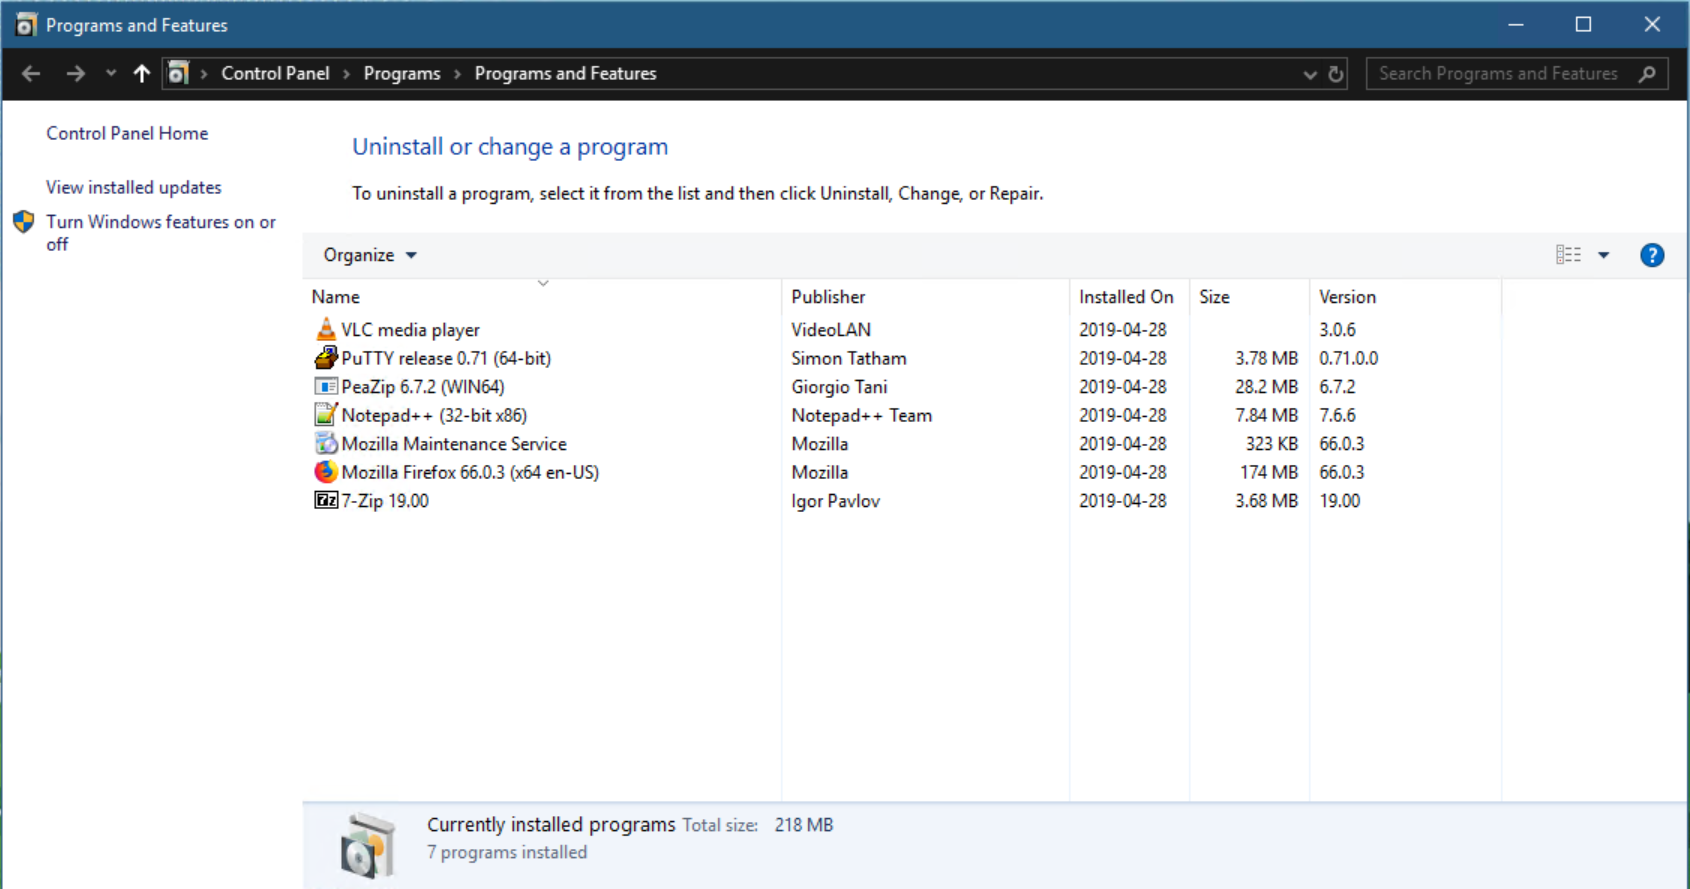 Programs and Features
Control Panel > Programs > Programs and Features
Search Programs and Features
Control Panel Home
View installed updates
Turn Windows features on or
off
Uninstall or change a program
To uninstall a program, select it from the list and then click Uninstall, Change, or Repair.
Organize
?
Name Publisher Installed On Size Version
VLC media player VideoLAN 2019-04-28 3.0.6
PuTTY release 0.71 (64-bit) Simon Tatham 2019-04-28 3.78 MB 0.71.0.0
PeaZip 6.7.2 (WIN64) Giorgio Tani 2019-04-28 28.2 MB 6.7.2
Notepad++ (32-bit x86) Notepad++ Team 2019-04-28 7.84 MB 7.6.6
Mozilla Maintenance Service Mozilla 2019-04-28 323 KB 66.0.3
Mozilla Firefox 66.0.3 (x64 en-US) Mozilla 2019-04-28 174 MB 66.0.3
7z 7-Zip 19.00 Igor Pavlov 2019-04-28 3.68 MB 19.00
Currently installed programs Total size: 218 MB
7 programs installed